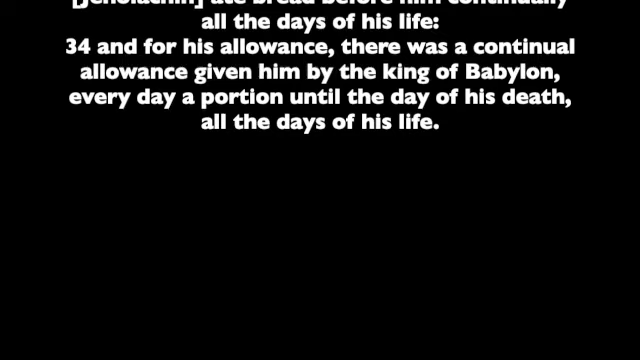 [Jehoiachin] ate bread before him continually
all the days of his life:
34 and for his allowance, there was a continual
allowance given him by the king of Babylon,
every day a portion until the day of his death,
all the days of his life.